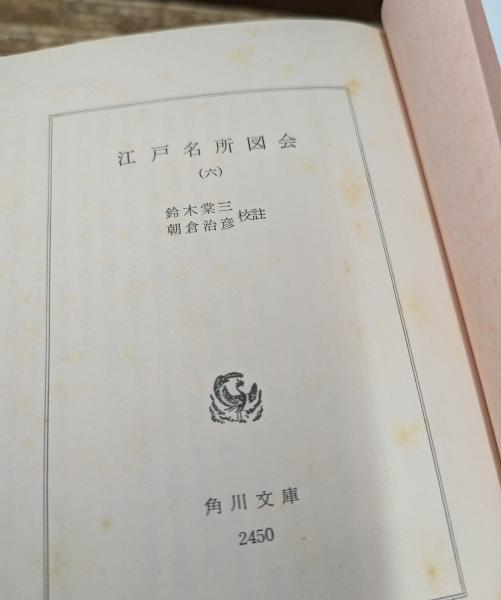 江戸名所図会
(六)
鈴木棠三
朝倉治彦 校註
角川文庫
2450